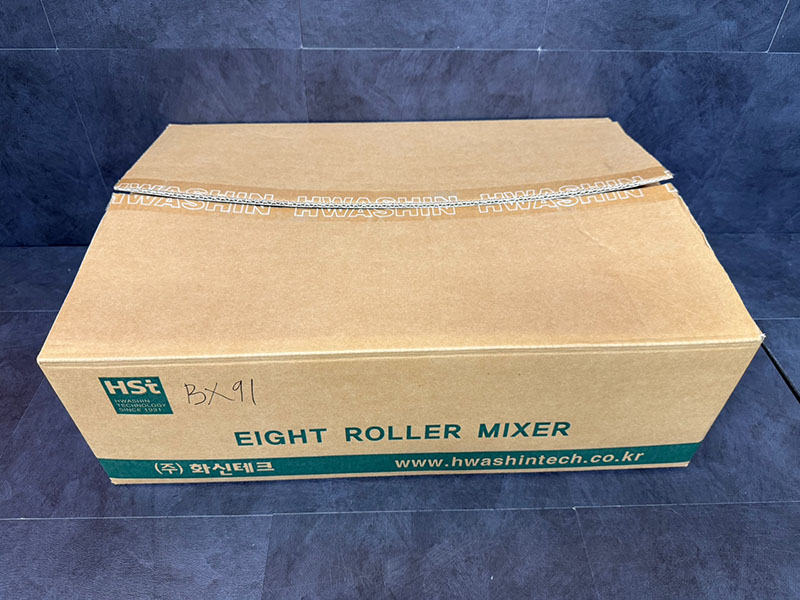 HWASHIN HWASHIN HWASHIN H
HSt
HWASHIN
TECHNOLOGY
SINCE 1991
BX91
EIGHT ROLLER MIXER
(주) 화신테크
www.hwashintech.co.kr